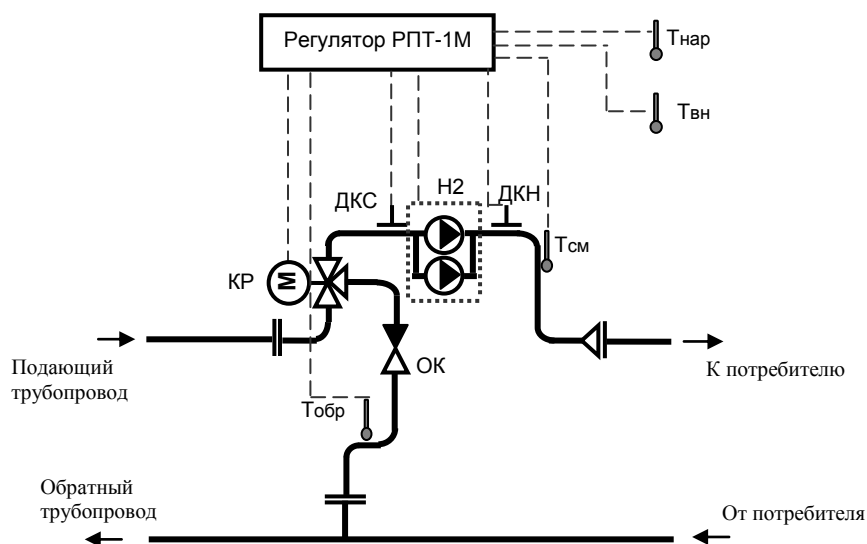 Регулятор РПТ-1М
Тнар
Твн
ДКС
Н2
ДКН
Тсм
КР
М
Подающий
трубопровод
ОК
К потребителю
Тобр
Обратный
трубопровод
От потребителя